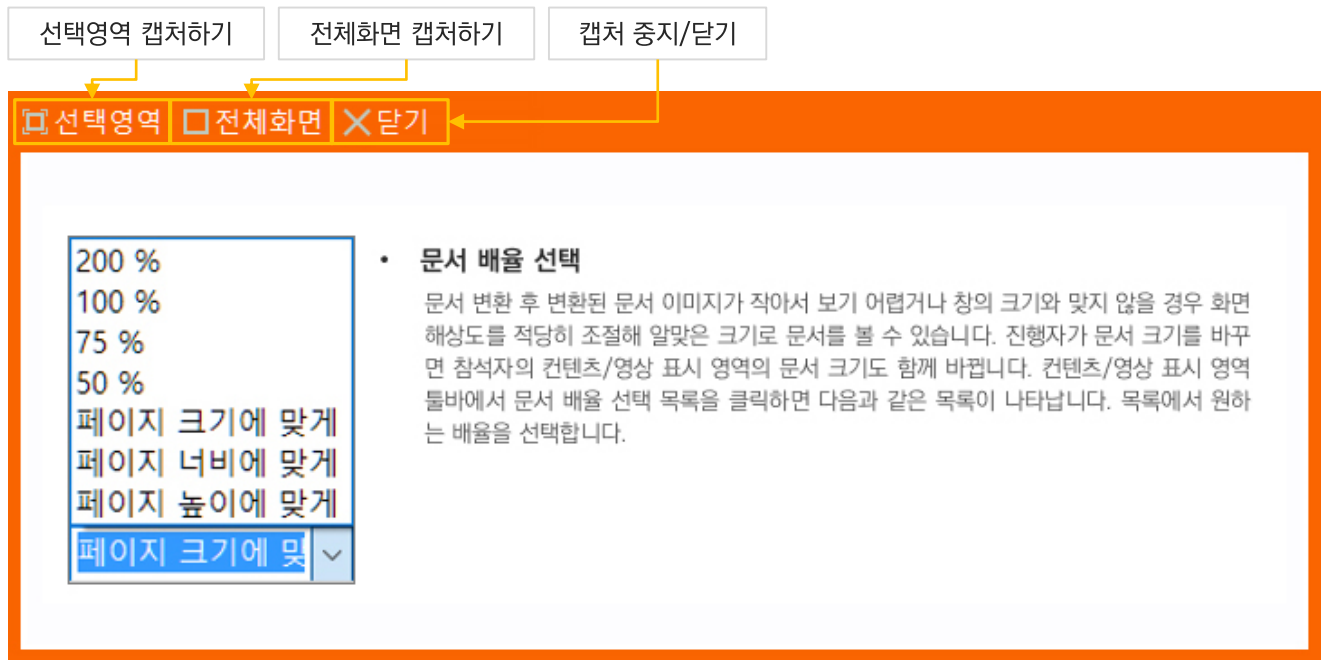 선택영역 캡처하기
전체화면 캡처하기
캡처 중지/닫기
선택영역 전체화면 닫기
200 %
100 %
75 %
50 %
페이지 크기에 맞게
페이지 너비에 맞게
페이지 높이에 맞게
페이지 크기에 맞
• 문서 배율 선택
문서 변환 후 변환된 문서 이미지가 작아서 보기 어렵거나 창의 크기와 맞지 않을 경우 화면
해상도를 적당히 조절해 알맞은 크기로 문서를 볼 수 있습니다. 진행자가 문서 크기를 바꾸
면 참석자의 컨텐츠/영상 표시 영역의 문서 크기도 함께 바뀝니다. 컨텐츠/영상 표시 영역
툴바에서 문서 배율 선택 목록을 클릭하면 다음과 같은 목록이 나타납니다. 목록에서 원하
는 배율을 선택합니다.